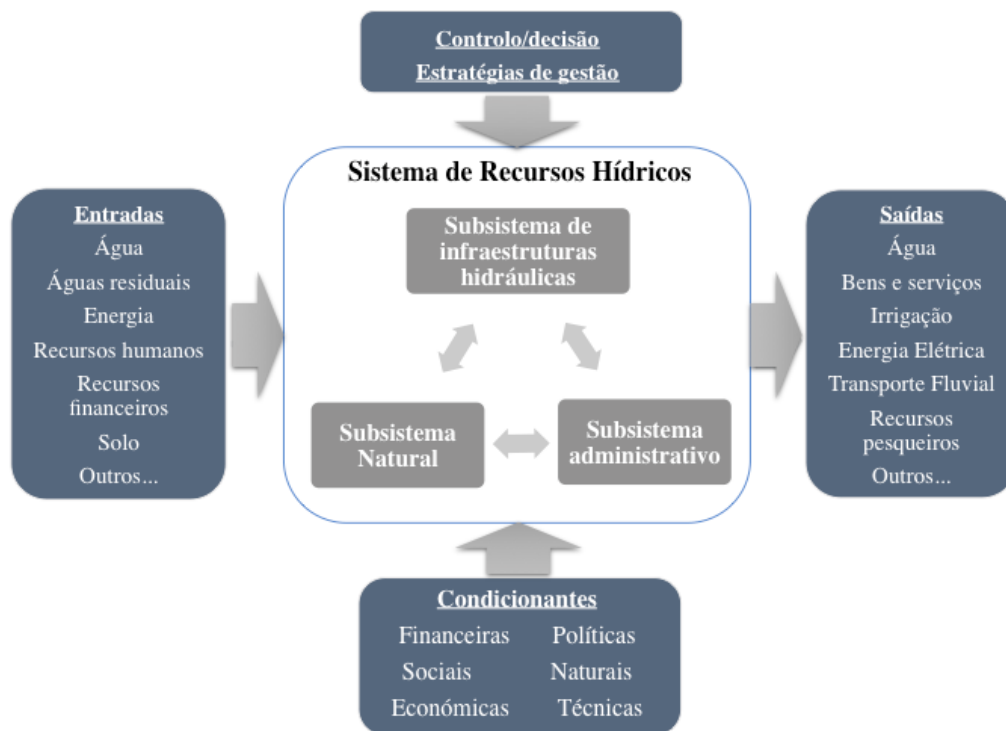 Controlo/decisão
Estratégias de gestão
Sistema de Recursos Hídricos
Entradas
Água
Águas residuais
Energia
Recursos humanos
Recursos
financeiros
Solo
Outros...
Subsistema de
infraestruturas
hidráulicas
Subsistema
Natural
Subsistema
administrativo
Saídas
Água
Bens e serviços
Irrigação
Energia Elétrica
Transporte Fluvial
Recursos
pesqueiros
Outros...
Condicionantes
Financeiras Políticas
Sociais Naturais
Económicas Técnicas